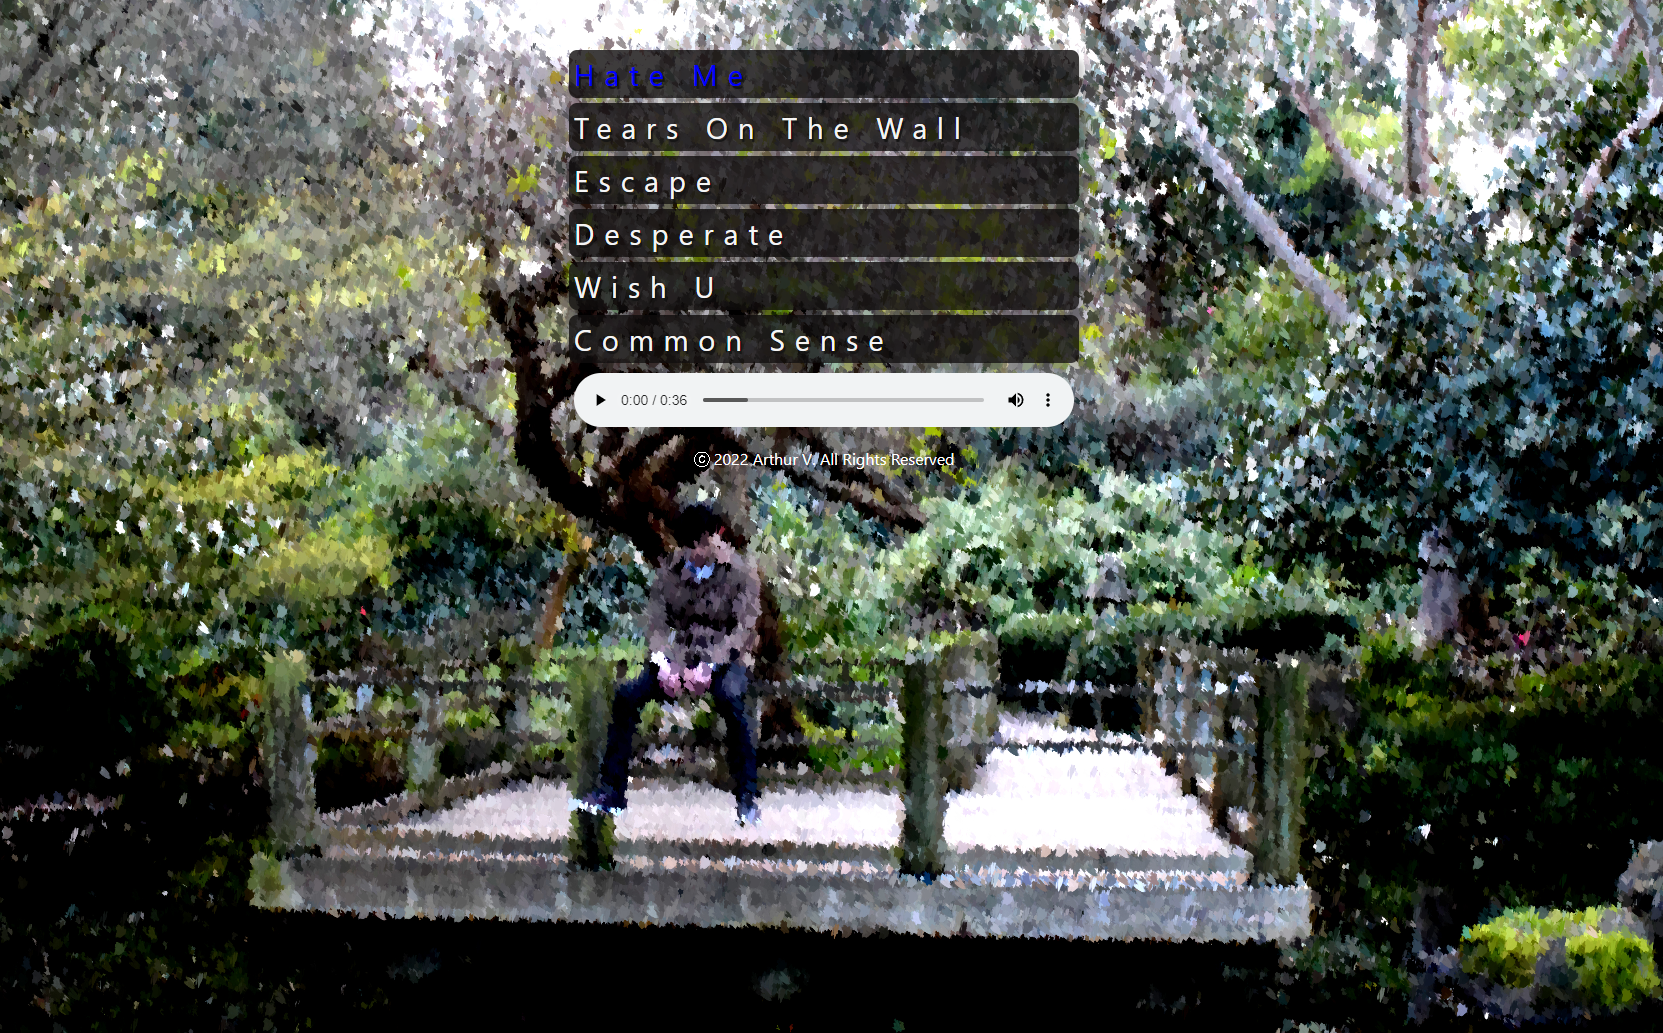 Hate Me
Tears On The Wall
Escape
Desperate
Wish U
Common Sense
0:00 / 0:36
ⓒ 2022 Arthur V. All Rights Reserved